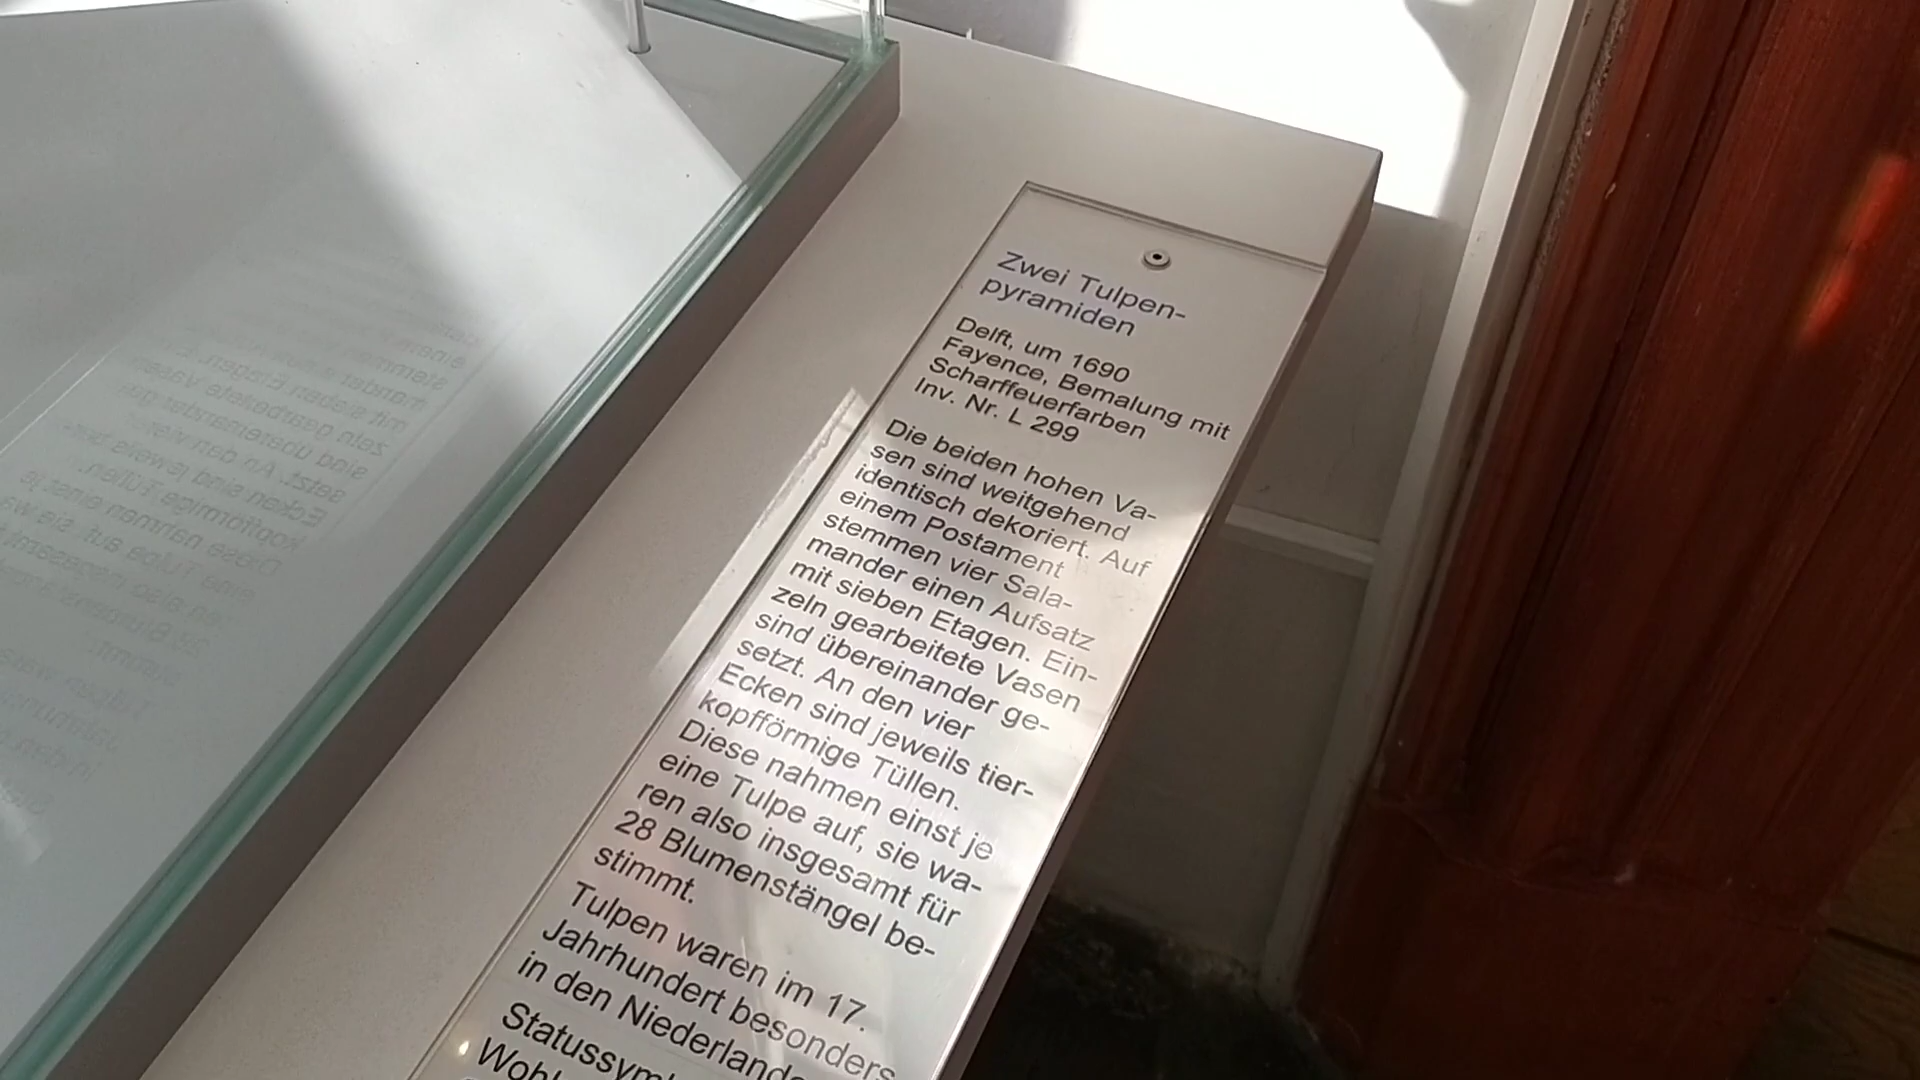 Zwei Tulpen-
pyramiden
Delft, um 1690
Fayence, Bemalung mit
Scharffeuerfarben
Inv. Nr. L 299
Die beiden hohen Va-
sen sind weitgehend
identisch dekoriert. Auf
einem Postament
stemmen vier Sala-
mander einen Aufsatz
mit sieben Etagen. Ein-
zeln gearbeitete Vasen
sind übereinander ge-
setzt. An den vier
Ecken sind jeweils tier-
kopfförmige Tüllen.
Diese nahmen einst je
eine Tulpe auf, sie wa-
ren also insgesamt für
28 Blumenstängel be-
stimmt.
Tulpen waren im 17.
Jahrhundert besonders
in den